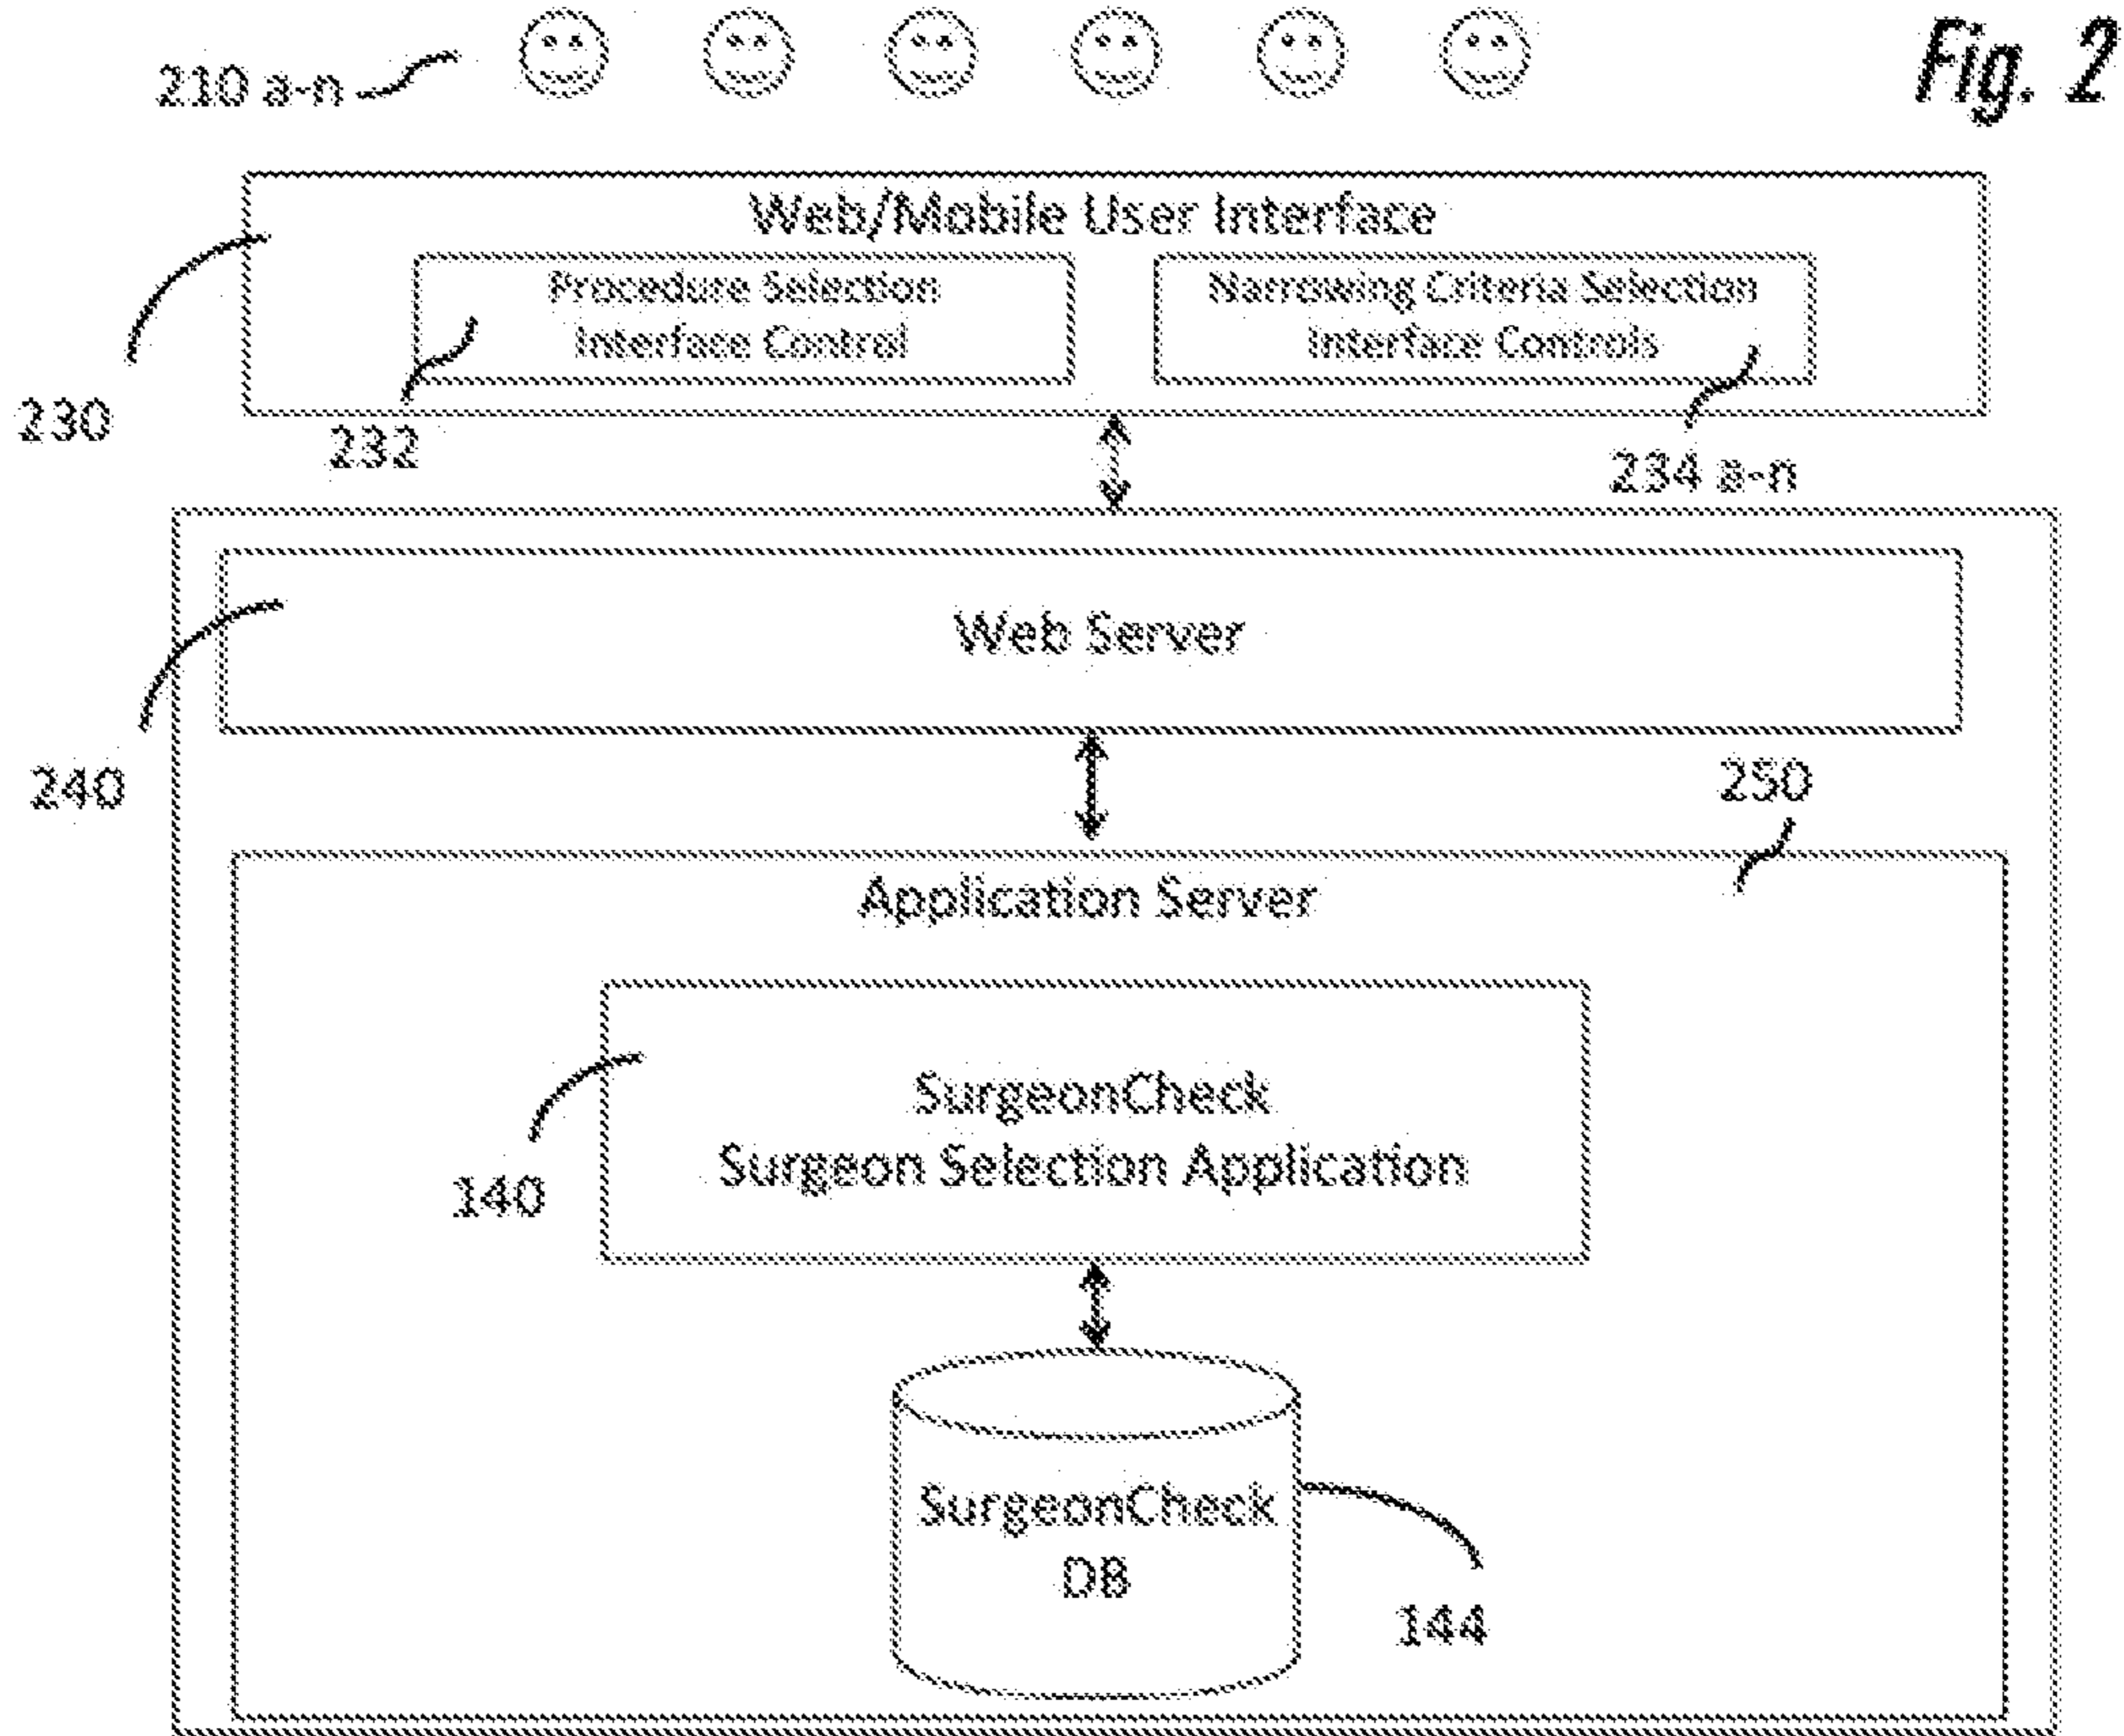 Fig. 2
210 a-n
Web/Mobile User Interface
Procedure Selection
Interface Control
Narrowing Criteria Selection
Interface Controls
230
232
234 a-n
Web Server
240
250
Application Server
SurgeonCheck
Surgeon Selection Application
140
SurgeonCheck
DB
144